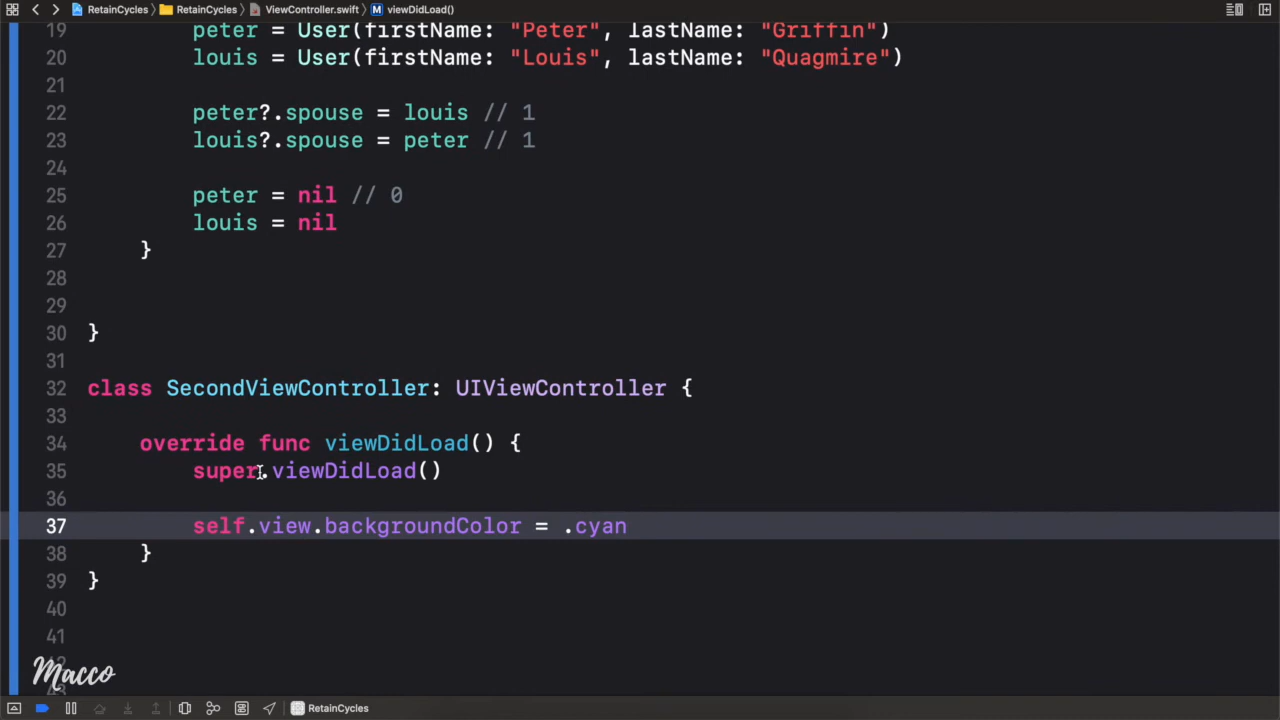 RetainCycles RetainCycles ViewController.swift M viewDidLoad()
19 peter = User(firstName: "Peter", lastName: "Griffin")
20 louis = User(firstName: "Louis", lastName: "Quagmire")
21
22 peter?.spouse = louis // 1
23 louis?.spouse = peter // 1
24
25 peter = nil // 0
26 louis = nil
27 }
28
29
30 }
31
32 class SecondViewController: UIViewController {
33
34 override func viewDidLoad() {
35 super.viewDidLoad()
36
37 self.view.backgroundColor = .cyan
38 }
39 }
40
41
Macco
RetainCycles